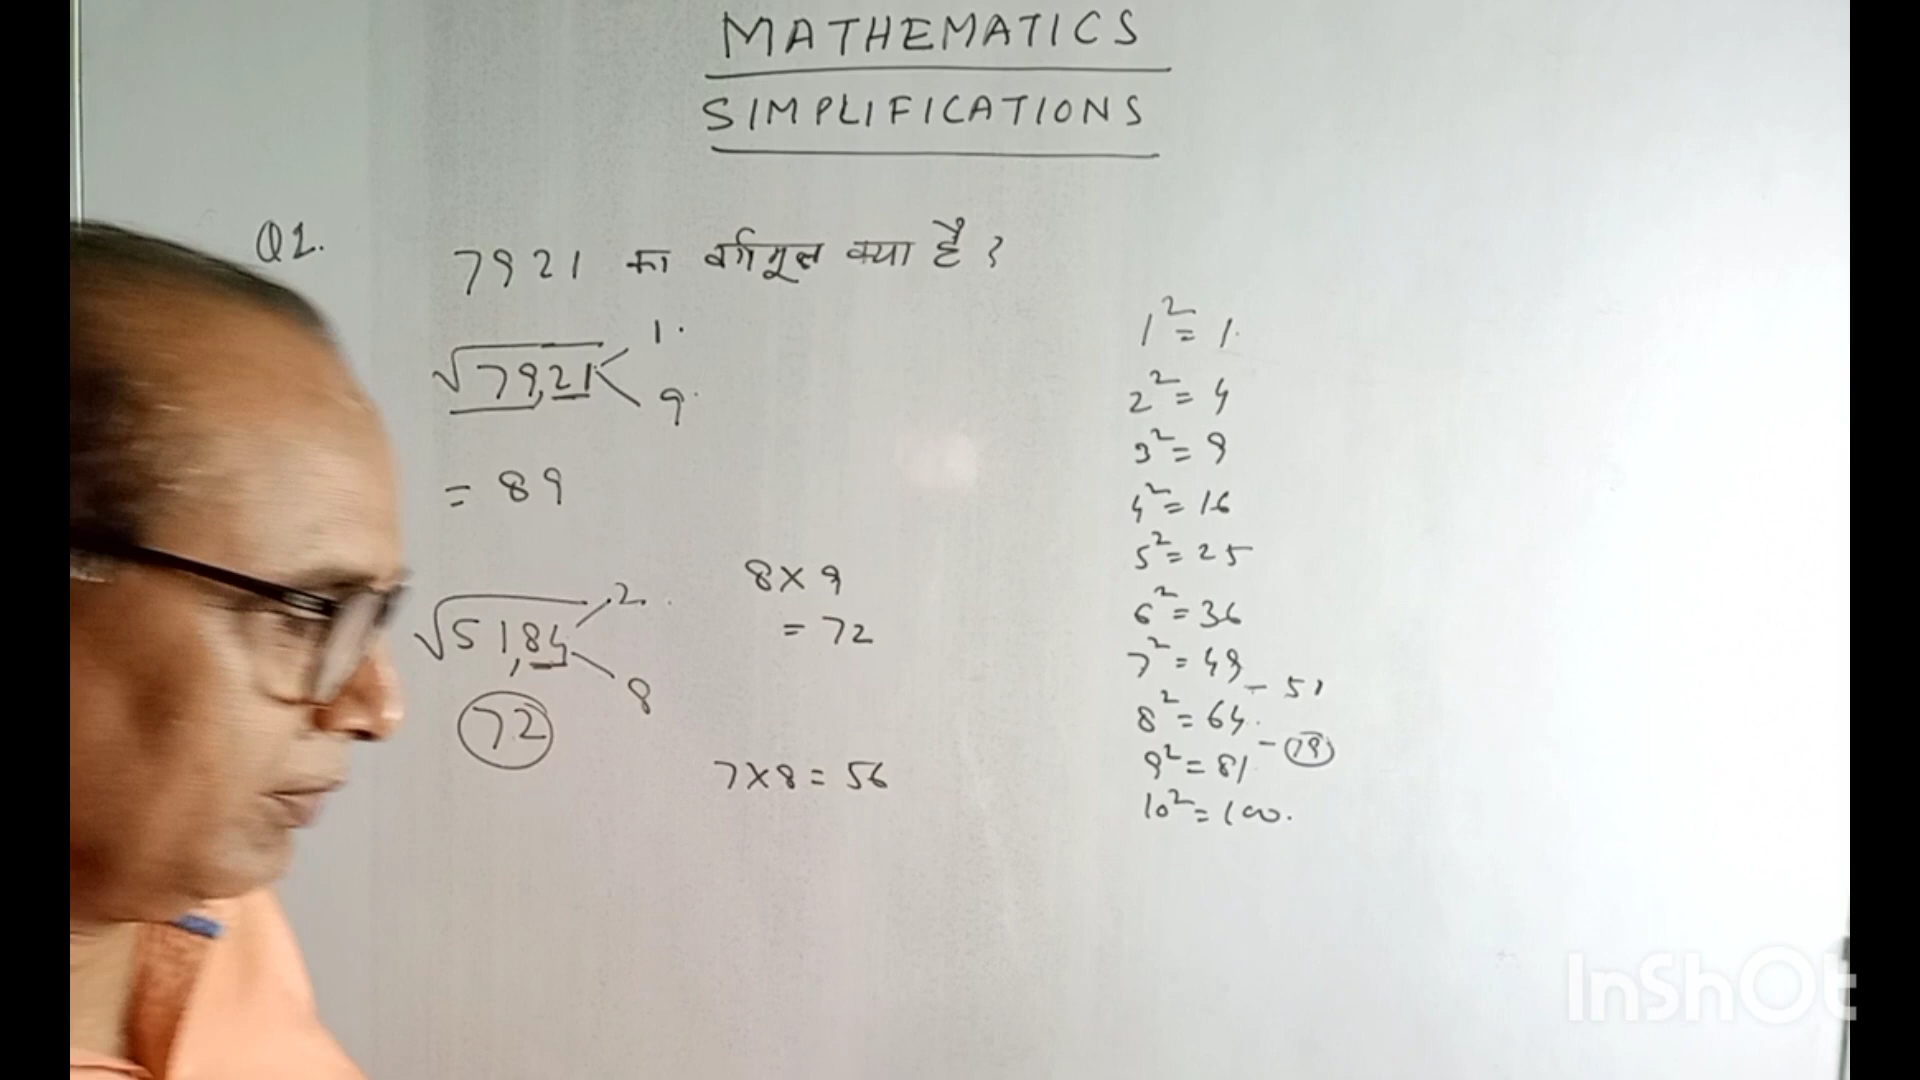 MATHEMATICS
SIMPLIFICATIONS
Q1.
7921 का वर्गमूल क्या है ?
√79,21 1.
9.
= 89
√51,84 2.
8
72
8 × 9
= 72
7 × 8 = 56
1² = 1.
2² = 4
3² = 9
4² = 16
5² = 25
6² = 36
7² = 49
– 51
8² = 64.
– 79
9² = 81
10² = 100.
InShOt